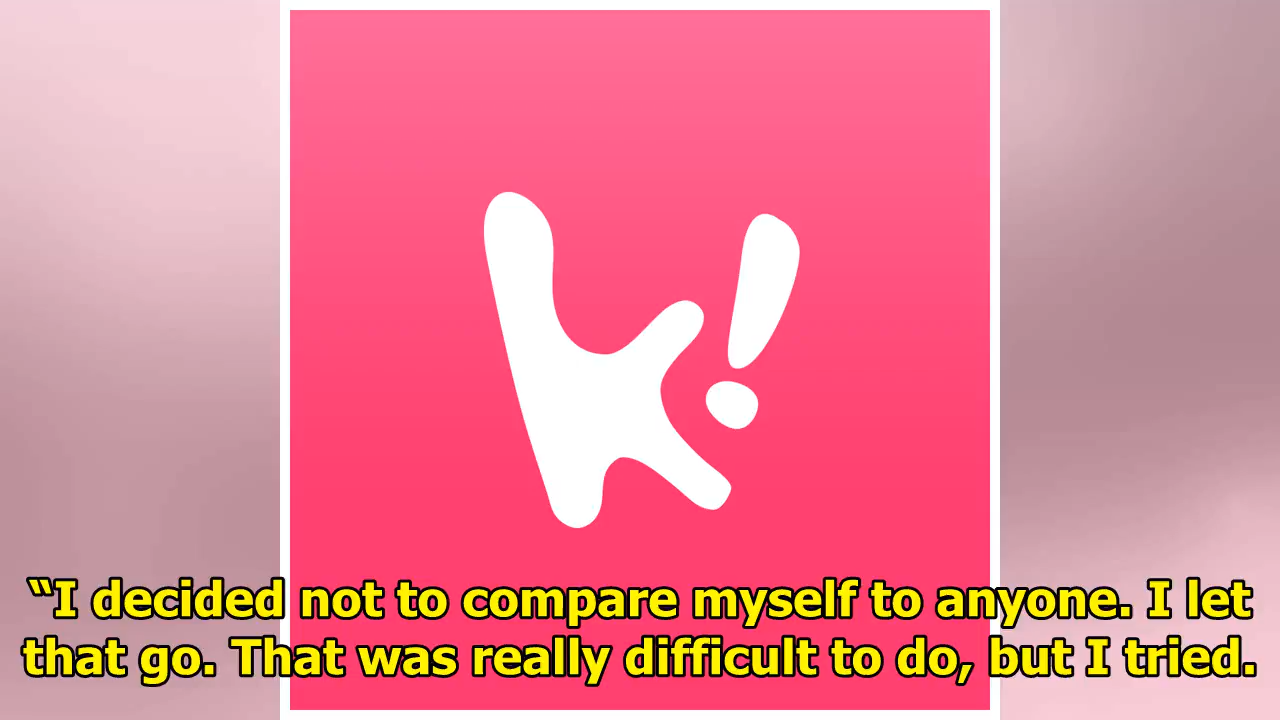 k!
“I decided not to compare myself to anyone. I let
that go. That was really difficult to do, but I tried.